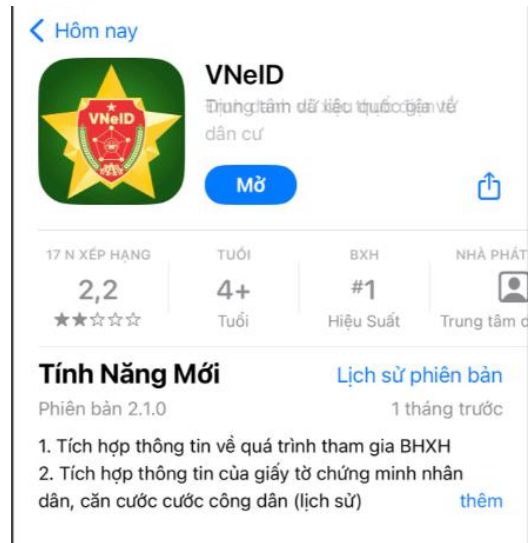 Hôm nay
VNeID
VNeID
dân cư
Mở
17 N XẾP HẠNG
TUỔI
BXH
NHÀ PHÁT
2,2
4+
#1
Tuổi
Hiệu Suất
Trung tâm
Tính Năng Mới
Lịch sử phiên bản
Phiên bản 2.1.0
1 tháng trước
1. Tích hợp thông tin về quá trình tham gia BHXH
2. Tích hợp thông tin của giấy tờ chứng minh nhân
dân, căn cước cước công dân (lịch sử)
thêm